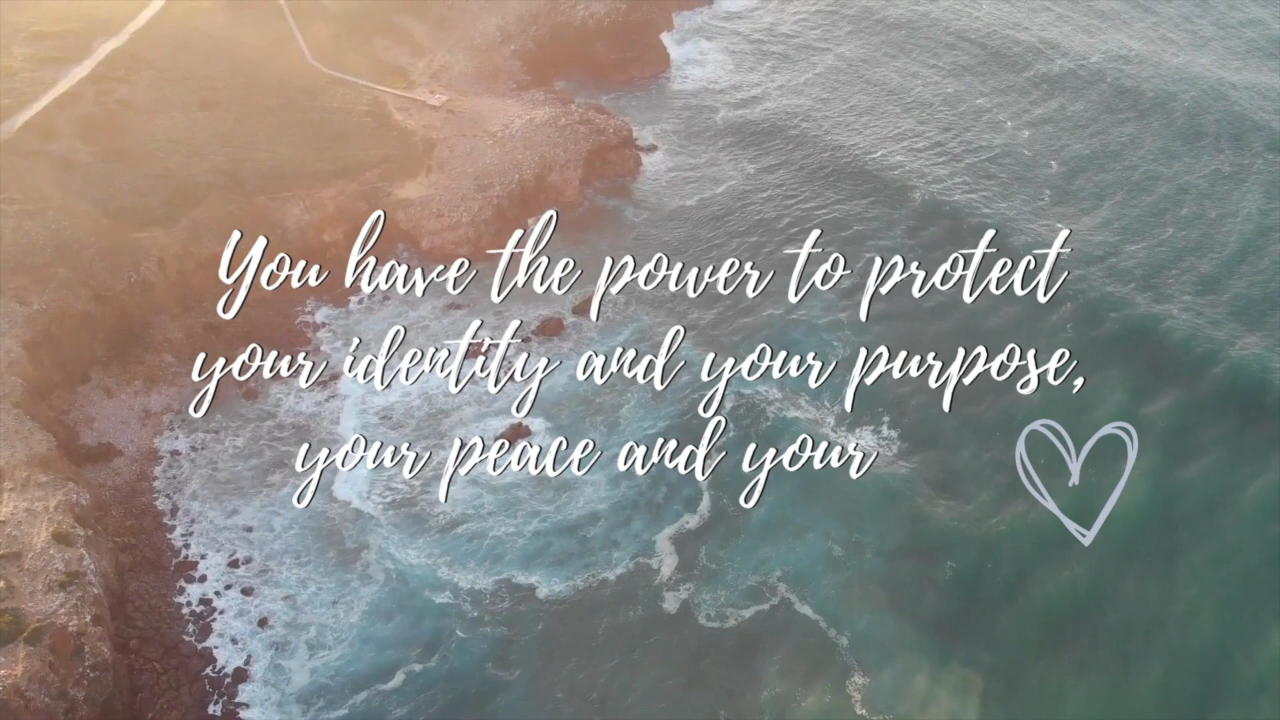 You have the power to protect
your identity and your purpose,
your peace and your